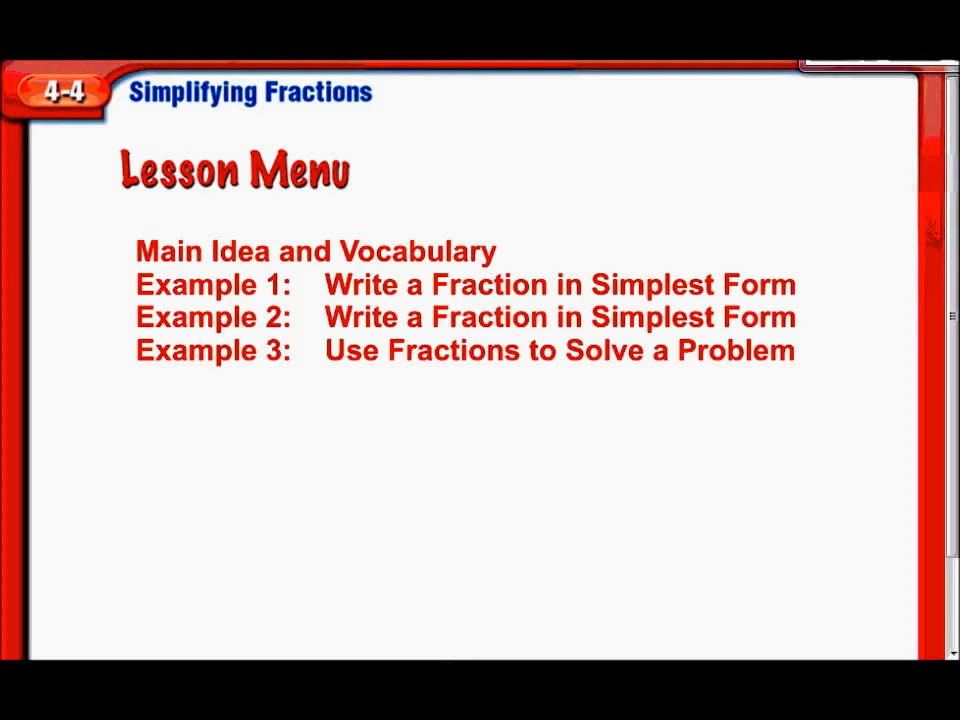 4-4 Simplifying Fractions
Lesson Menu
Main Idea and Vocabulary
Example 1: Write a Fraction in Simplest Form
Example 2: Write a Fraction in Simplest Form
Example 3: Use Fractions to Solve a Problem